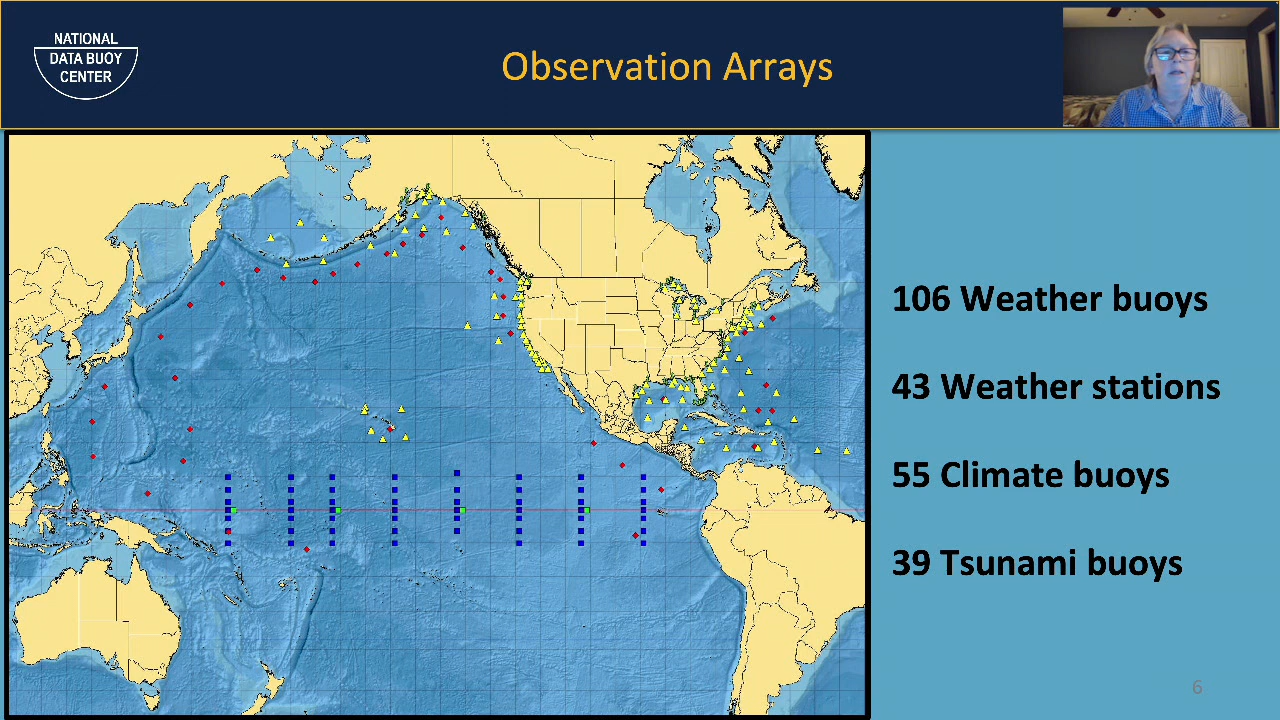 NATIONAL
DATA BUOY
CENTER
Observation Arrays
106 Weather buoys
43 Weather stations
55 Climate buoys
39 Tsunami buoys
6